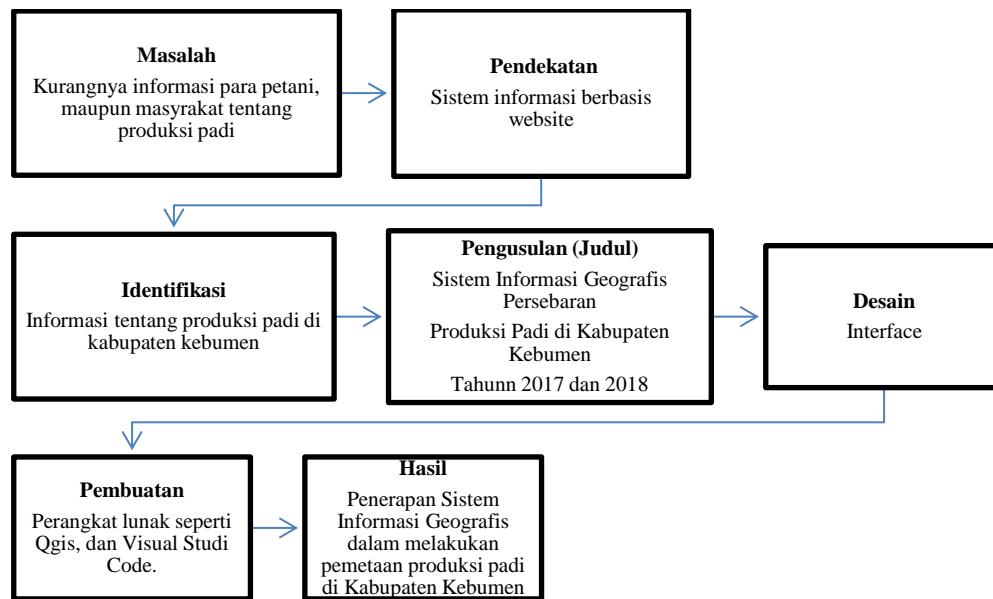 Masalah
Kurangnya informasi para petani,
maupun masyrakat tentang
produksi padi
Pendekatan
Sistem informasi berbasis
website
Identifikasi
Informasi tentang produksi padi di
kabupaten kebumen
Pengusulan (Judul)
Sistem Informasi Geografis
Persebaran
Produksi Padi di Kabupaten
Kebumen
Tahunn 2017 dan 2018
Desain
Interface
Pembuatan
Perangkat lunak seperti
Qgis, dan Visual Studi
Code.
Hasil
Penerapan Sistem
Informasi Geografis
dalam melakukan
pemetaan produksi padi
di Kabupaten Kebumen